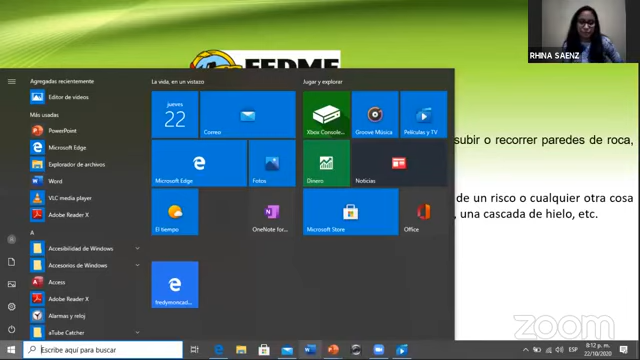 RHINA SAENZ
FEDME
Agregadas recientemente
Editor de videos
Más usadas
PowerPoint
Microsoft Edge
Explorador de archivos
Word
VLC media player
Adobe Reader X
A
Accesibilidad de Windows
Accesorios de Windows
Access
Adobe Reader X
Alarmas y reloj
aTube Catcher
La vida, en un vistazo
jueves
22
Correo
Microsoft Edge
Fotos
El tiempo
OneNote for...
fredymoncad...
Jugar y explorar
Xbox Console...
Groove Música
Películas y TV
Dinero
Noticias
Microsoft Store
Office
subir o recorrer paredes de roca,
de un risco o cualquier otra cosa
, una cascada de hielo, etc.
zoom
Escribe aquí para buscar
ESP
8:12 p. m.
22/10/2020